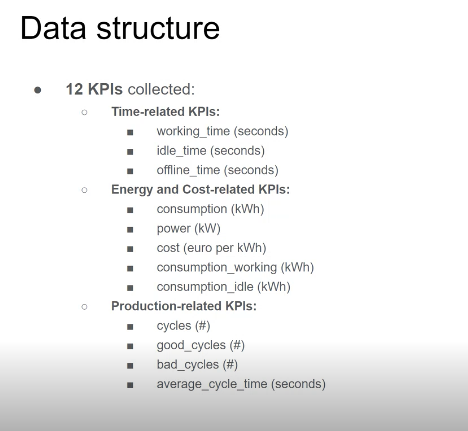 Data structure
● 12 KPIs collected:
○ Time-related KPIs:
■ working_time (seconds)
■ idle_time (seconds)
■ offline_time (seconds)
○ Energy and Cost-related KPIs:
■ consumption (kWh)
■ power (kW)
■ cost (euro per kWh)
■ consumption_working (kWh)
■ consumption_idle (kWh)
○ Production-related KPIs:
■ cycles (#)
■ good_cycles (#)
■ bad_cycles (#)
■ average_cycle_time (seconds)